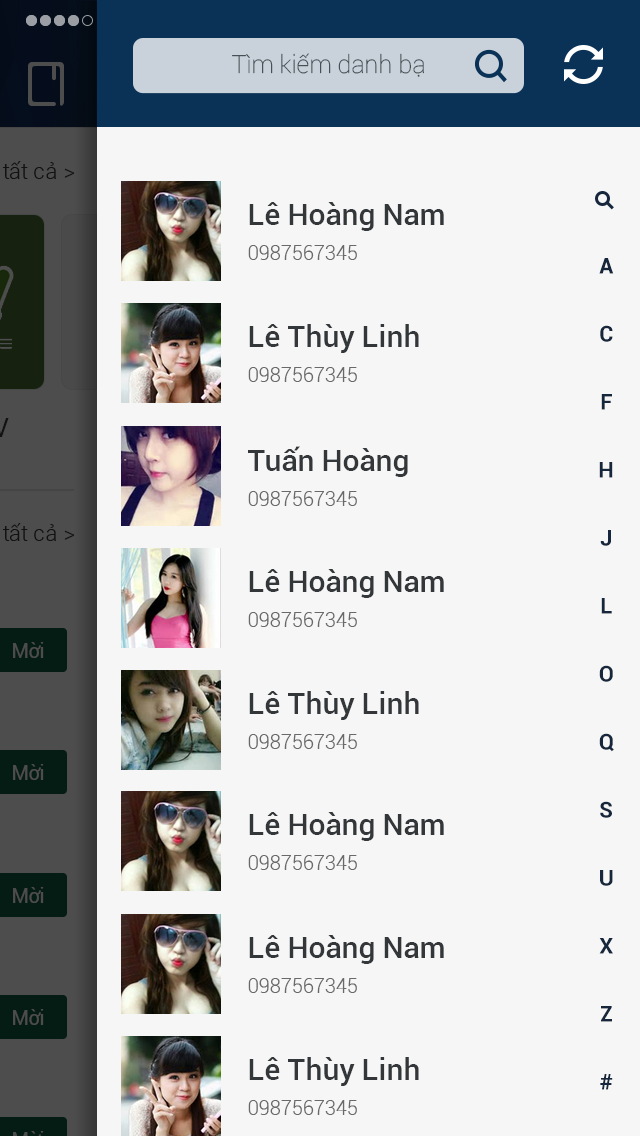 Tìm kiếm danh bạ
tất cả >
V
tất cả >
Mời
Mời
Mời
Mời
Lê Hoàng Nam
0987567345
Lê Thùy Linh
0987567345
Tuấn Hoàng
0987567345
Lê Hoàng Nam
0987567345
Lê Thùy Linh
0987567345
Lê Hoàng Nam
0987567345
Lê Hoàng Nam
0987567345
Lê Thùy Linh
0987567345
A
C
F
H
J
L
O
Q
S
U
X
Z
#